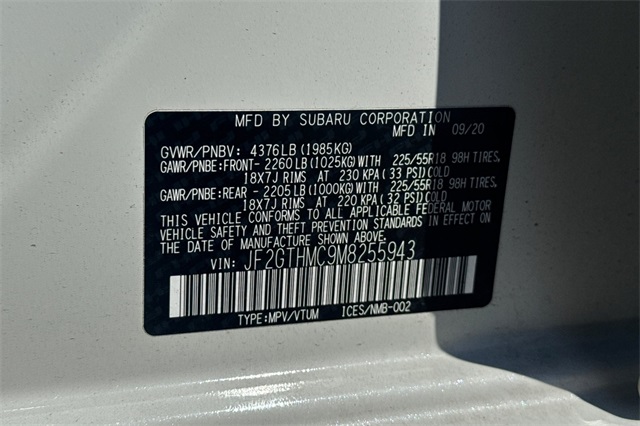 MFD BY SUBARU CORPORATION
MFD IN 09/20
GVWR/PNBV: 4376LB(1985KG)
GAWR/PNBE:FRONT- 2260LB(1025KG)WITH 225/55R18 98H TIRES,
18X7J RIMS AT 230 KPA(33 PSI)COLD
GAWR/PNBE:REAR - 2205LB(1000KG)WITH 225/55R18 98H TIRES,
18X7J RIMS AT 220 KPA(32 PSI)COLD
THIS VEHICLE CONFORMS TO ALL APPLICABLE FEDERAL MOTOR
VEHICLE SAFETY AND THEFT PREVENTION STANDARDS IN EFFECT ON
THE DATE OF MANUFACTURE SHOWN ABOVE.
VIN: JF2GTHMC9M8255943
TYPE:MPV/VTUM ICES/NMB-002